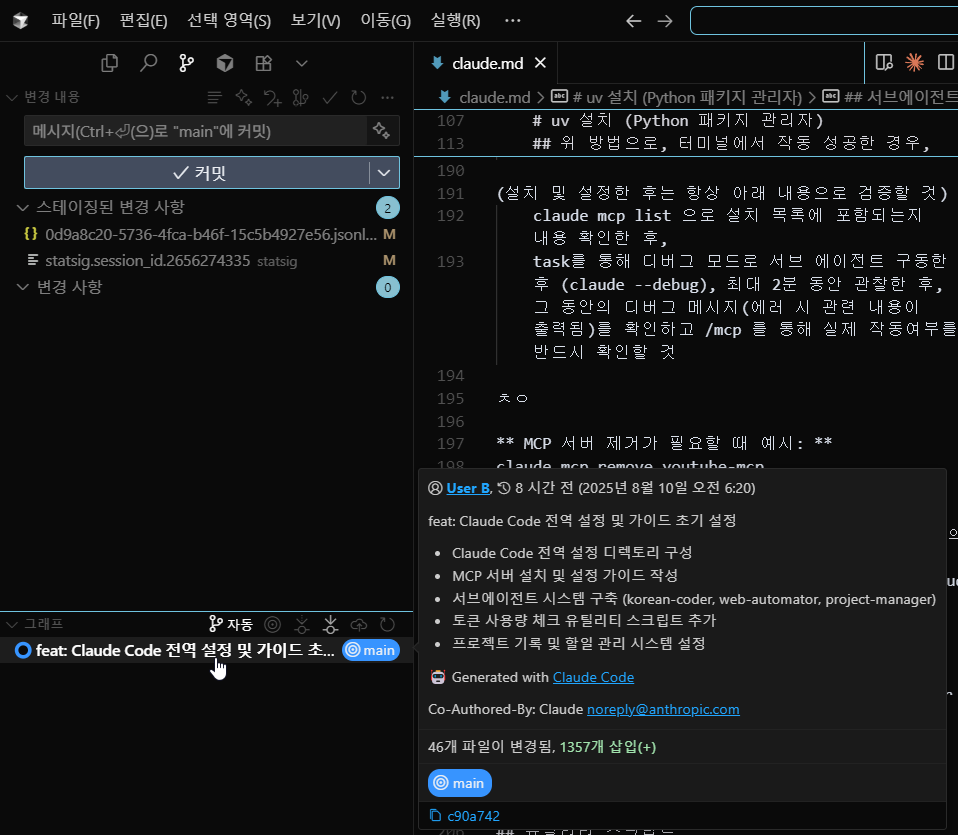 파일(F) 편집(E) 선택 영역(S) 보기(V) 이동(G) 실행(R) ···
claude.md
변경 내용
메시지(Ctrl+⏎(으)로 "main"에 커밋)
커밋
스테이징된 변경 사항 2
{} 0d9a8c20-5736-4fca-b46f-15c5b4927e56.jsonl... M
statsig.session_id.2656274335 statsig M
변경 사항 0
claude.md > # uv 설치 (Python 패키지 관리자) > ## 서브에이전트
107 # uv 설치 (Python 패키지 관리자)
113 ## 위 방법으로, 터미널에서 작동 성공한 경우,
190
191 (설치 및 설정한 후는 항상 아래 내용으로 검증할 것)
192 claude mcp list 으로 설치 목록에 포함되는지
내용 확인한 후,
193 task를 통해 디버그 모드로 서브 에이전트 구동한
후 (claude --debug), 최대 2분 동안 관찰한 후,
그 동안의 디버그 메시지(에러 시 관련 내용이
출력됨)를 확인하고 /mcp 를 통해 실제 작동여부를
반드시 확인할 것
194
195 ㅊㅇ
196
197 ** MCP 서버 제거가 필요할 때 예시: **
198 claude mcp remove youtube-mcp
그래프 자동
feat: Claude Code 전역 설정 및 가이드 초... main
User B, 8 시간 전 (2025년 8월 10일 오전 6:20)
feat: Claude Code 전역 설정 및 가이드 초기 설정
• Claude Code 전역 설정 디렉토리 구성
• MCP 서버 설치 및 설정 가이드 작성
• 서브에이전트 시스템 구축 (korean-coder, web-automator, project-manager)
• 토큰 사용량 체크 유틸리티 스크립트 추가
• 프로젝트 기록 및 할일 관리 시스템 설정
🤖 Generated with Claude Code
Co-Authored-By: Claude noreply@anthropic.com
46개 파일이 변경됨, 1357개 삽입(+)
main
c90a742